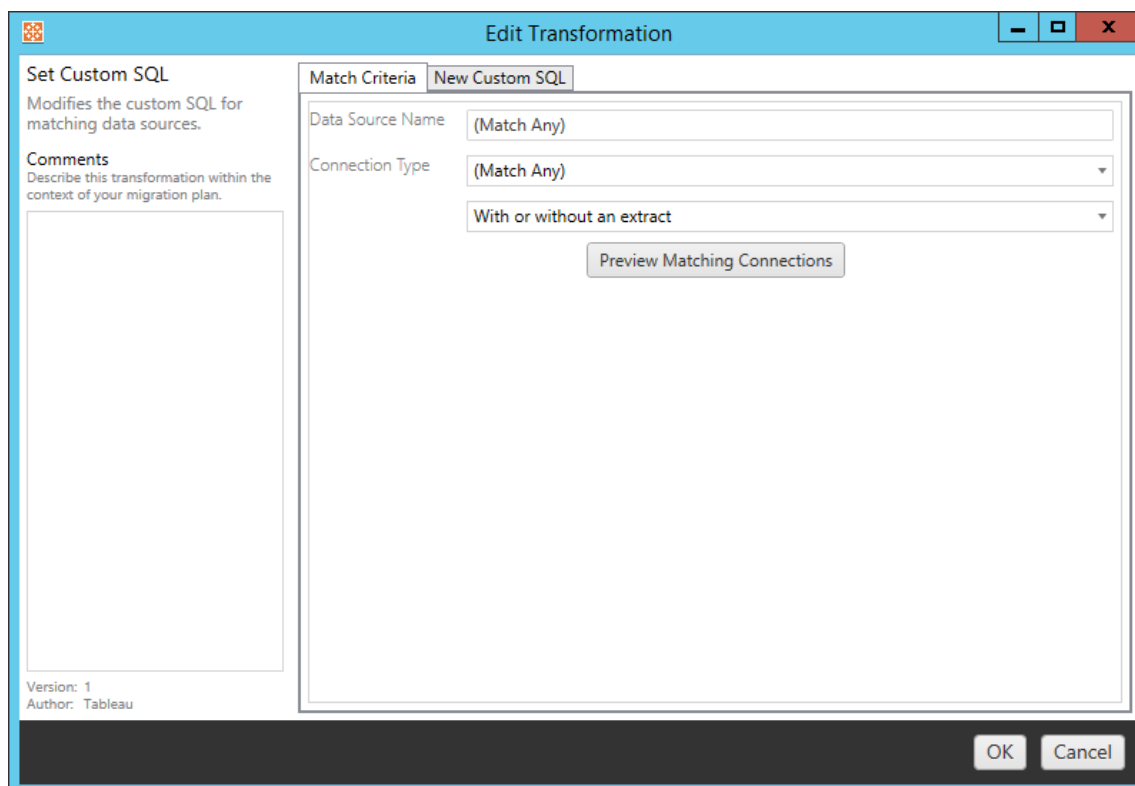 Edit Transformation
Set Custom SQL
Modifies the custom SQL for
matching data sources.
Comments
Describe this transformation within the
context of your migration plan.
Version: 1
Author: Tableau
Match Criteria
New Custom SQL
Data Source Name
(Match Any)
Connection Type
(Match Any)
With or without an extract
Preview Matching Connections
OK
Cancel